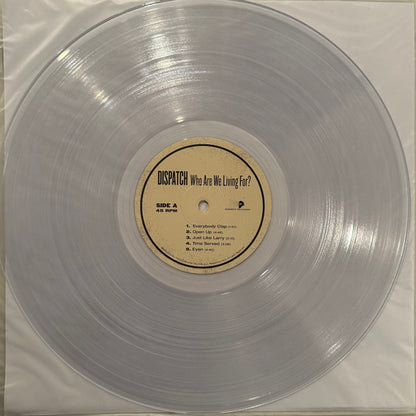 DISPATCH Who Are We Living For?
SIDE A
45 RPM
1. Everybody Clap
2. Open Up
3. Just Like Larry
4. Time Served
5. Eyen